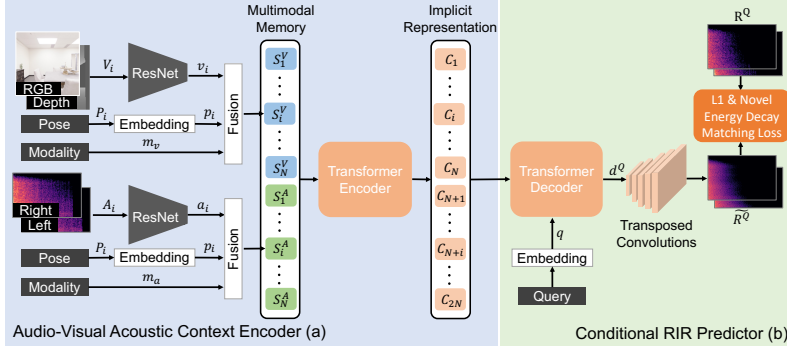 Multimodal
Memory
Implicit
Representation
RGB
Depth
V_i
ResNet
v_i
Pose
P_i
Embedding
p_i
Modality
m_v
Fusion
Right
Left
A_i
ResNet
a_i
Pose
P_i
Embedding
p_i
Modality
m_a
Fusion
S_1^V
S_i^V
S_N^V
S_1^A
S_i^A
S_N^A
Transformer
Encoder
C_1
C_i
C_N
C_{N+1}
C_{N+i}
C_{2N}
Transformer
Decoder
q
Embedding
Query
d^Q
Transposed
Convolutions
R^Q
L1 & Novel
Energy Decay
Matching Loss
\widehat{R^Q}
Audio-Visual Acoustic Context Encoder (a)
Conditional RIR Predictor (b)